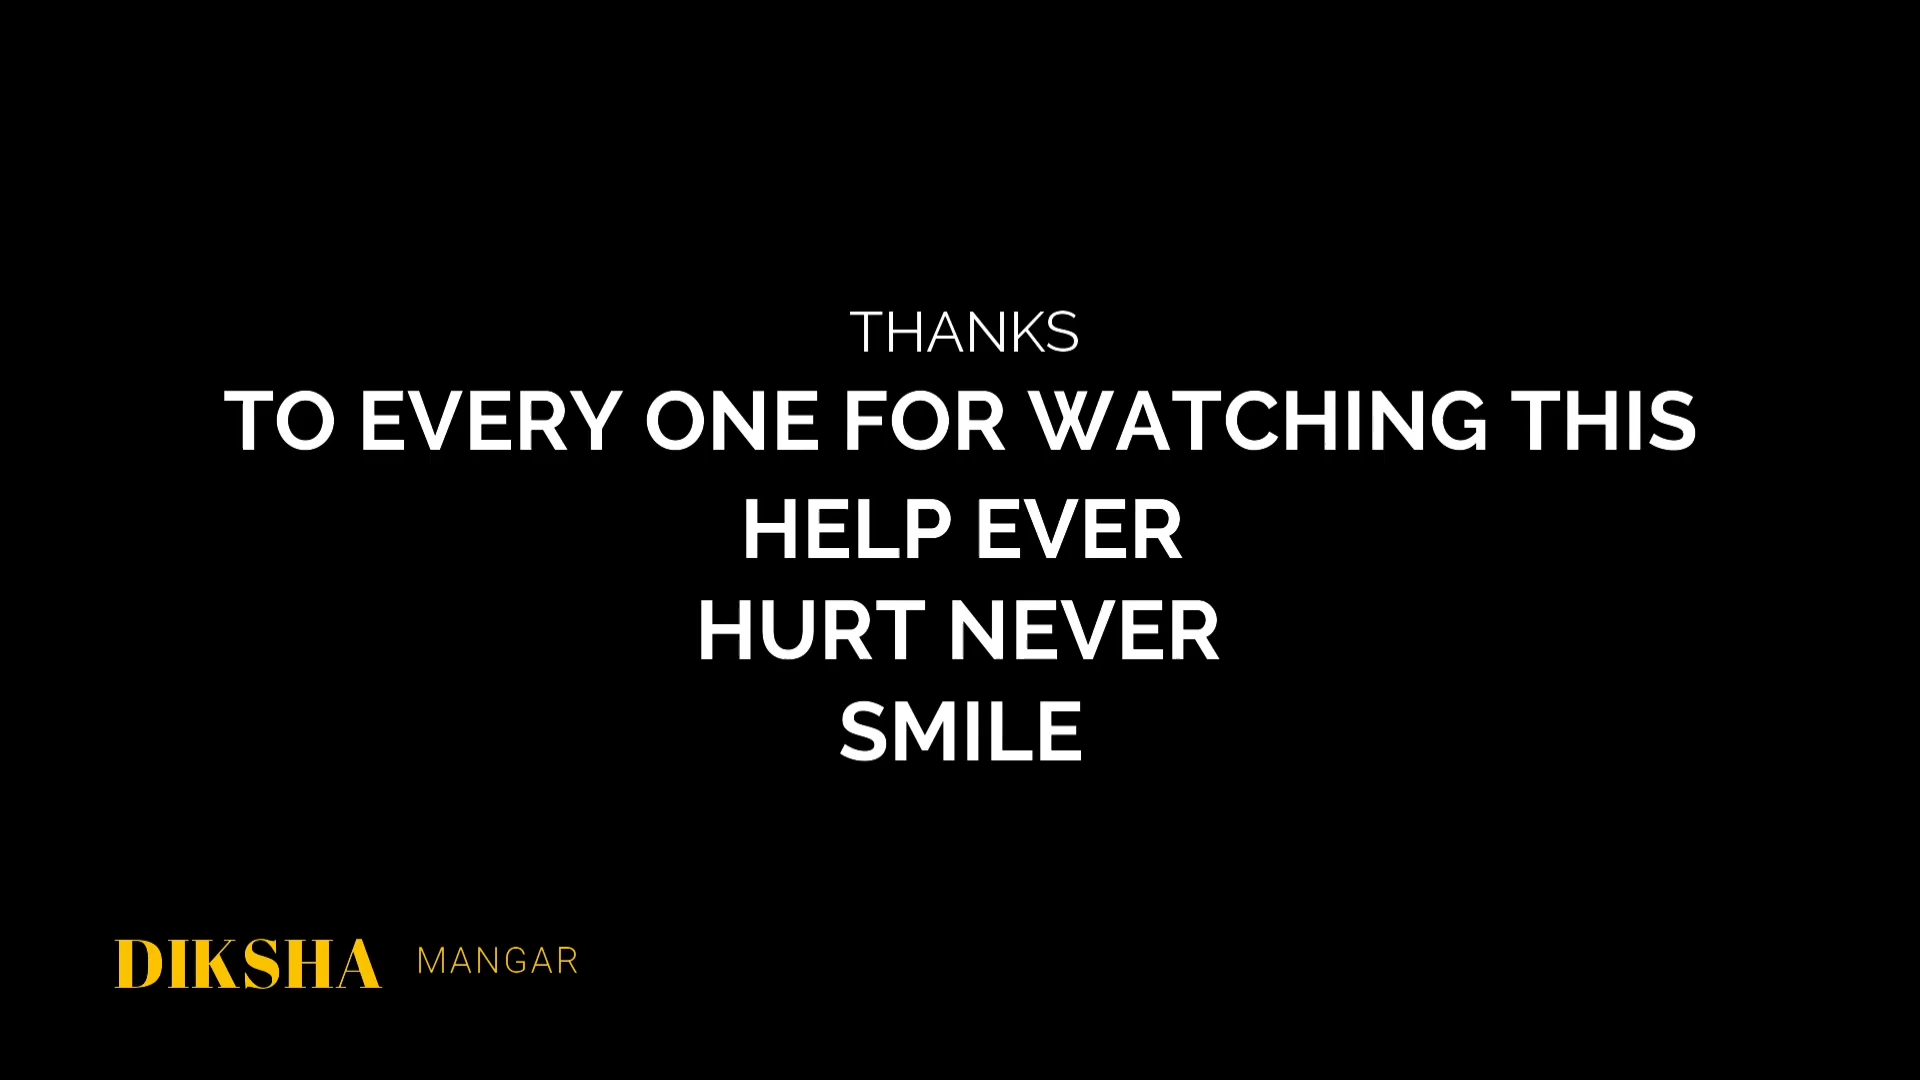 THANKS
TO EVERY ONE FOR WATCHING THIS
HELP EVER
HURT NEVER
SMILE
DIKSHA MANGAR